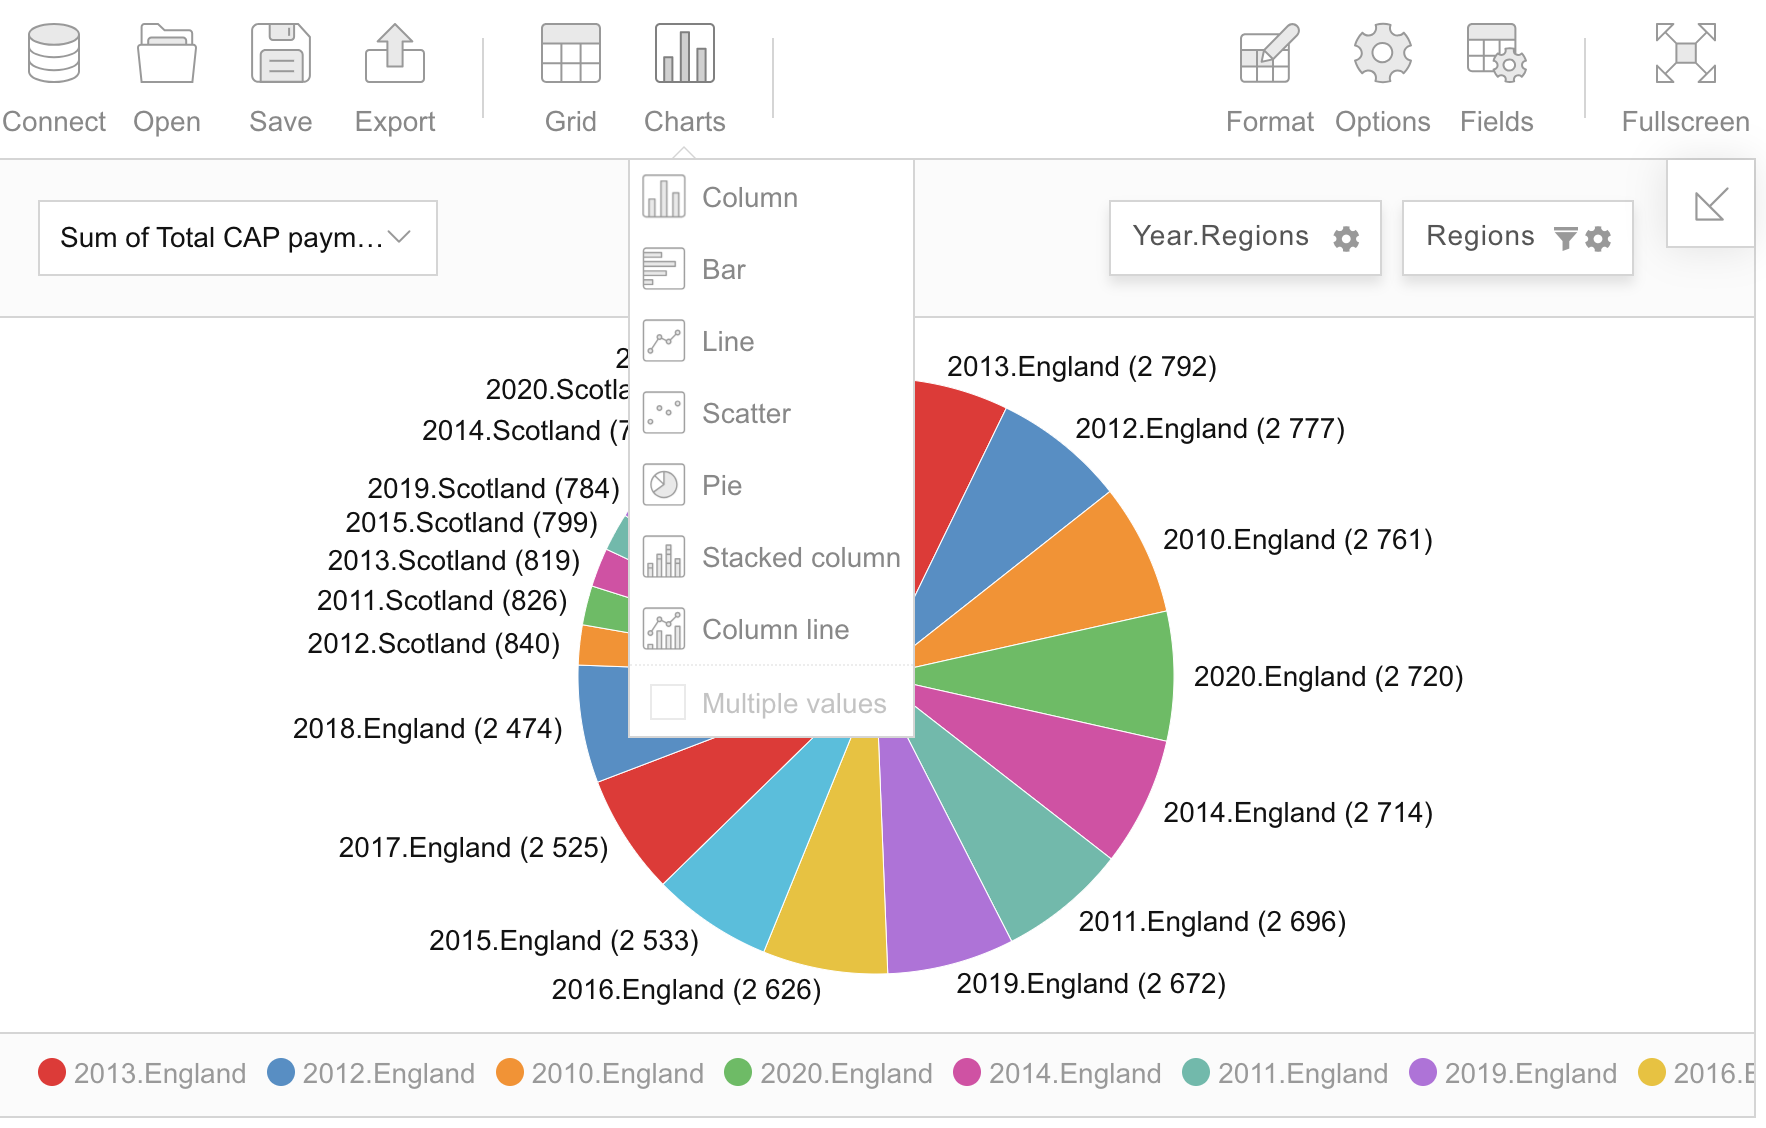 Connect Open Save Export Grid Charts Format Options Fields Fullscreen
Sum of Total CAP paym...
Year.Regions
Regions
Column
Bar
Line
Scatter
Pie
Stacked column
Column line
Multiple values
2013.England (2 792)
2012.England (2 777)
2010.England (2 761)
2020.England (2 720)
2014.England (2 714)
2011.England (2 696)
2019.England (2 672)
2016.England (2 626)
2015.England (2 533)
2017.England (2 525)
2018.England (2 474)
2012.Scotland (840)
2011.Scotland (826)
2013.Scotland (819)
2015.Scotland (799)
2019.Scotland (784)
2014.Scotland (7
2020.Scotla
2
2013.England 2012.England 2010.England 2020.England 2014.England 2011.England 2019.England 2016.E